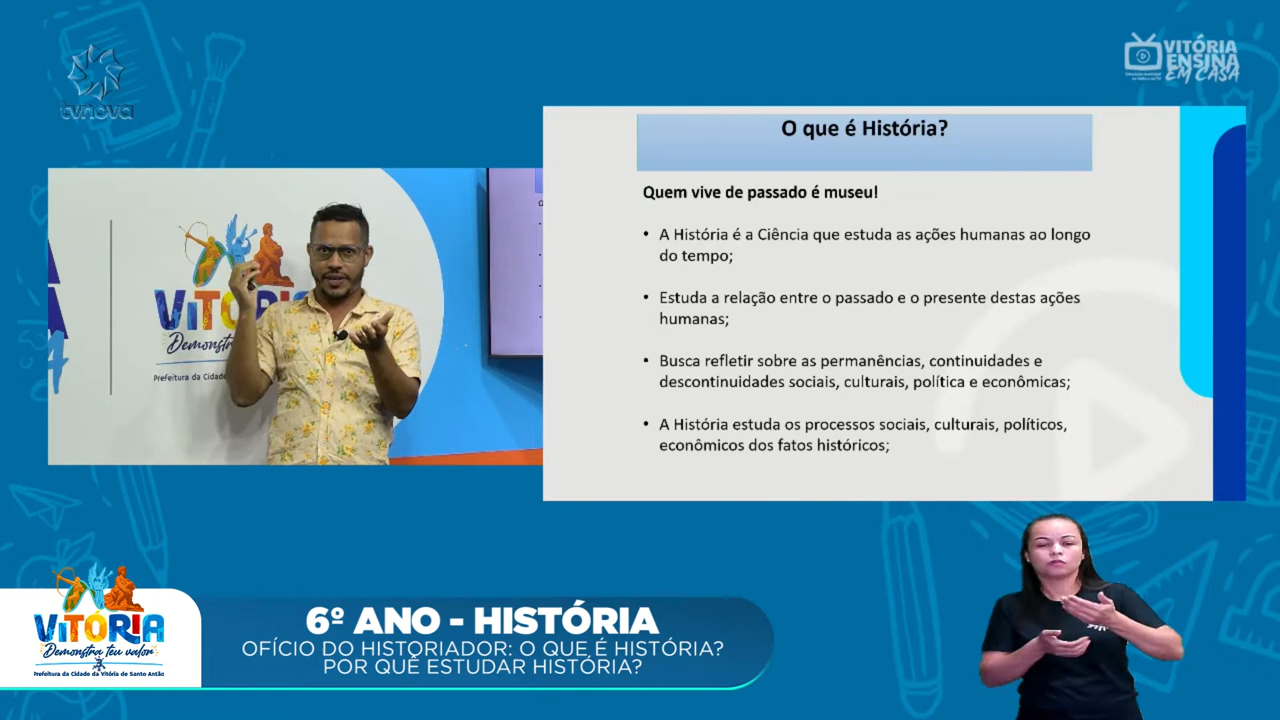 tvnova
VITÓRIA
ENSINA
EM CASA
O que é História?
Quem vive de passado é museu!
• A História é a Ciência que estuda as ações humanas ao longo
do tempo;
• Estuda a relação entre o passado e o presente destas ações
humanas;
• Busca refletir sobre as permanências, continuidades e
descontinuidades sociais, culturais, política e econômicas;
• A História estuda os processos sociais, culturais, políticos,
econômicos dos fatos históricos;
VITÓRIA
Demonstr
Prefeitura da Cidade
6º ANO - HISTÓRIA
OFÍCIO DO HISTORIADOR: O QUE É HISTÓRIA?
POR QUÊ ESTUDAR HISTÓRIA?
VITÓRIA
Demonstra teu valor
Prefeitura da Cidade da Vitória de Santo Antão